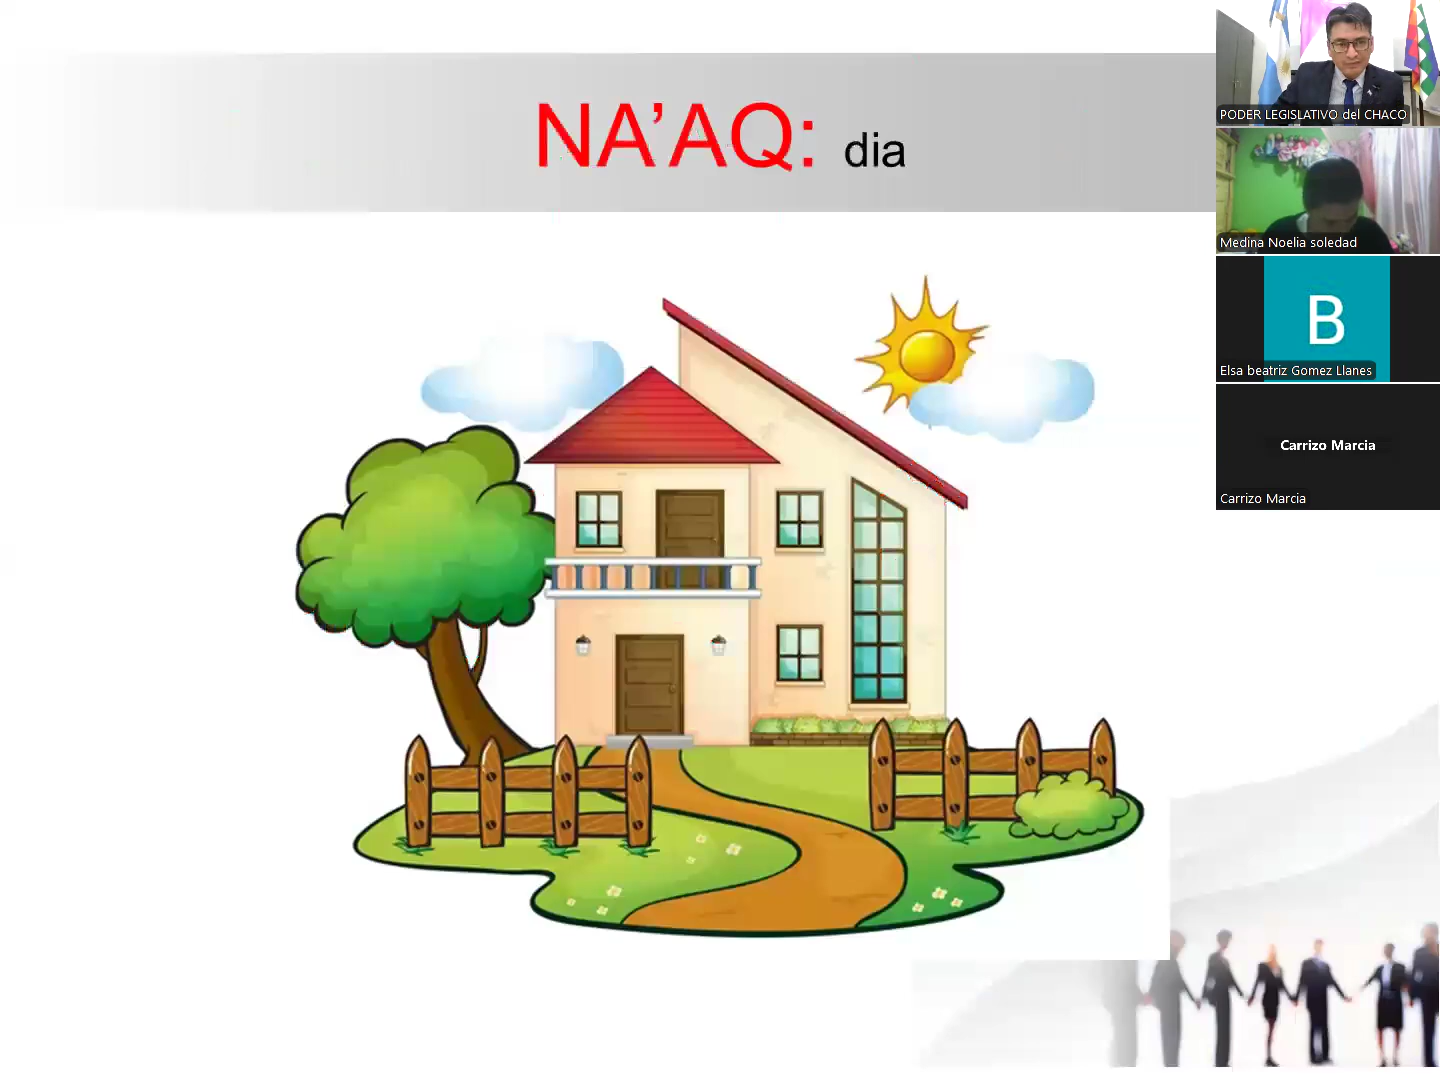 NA’AQ: dia
PODER LEGISLATIVO del CHACO
Medina Noelia soledad
B
Elsa beatriz Gomez Llanes
Carrizo Marcia
Carrizo Marcia